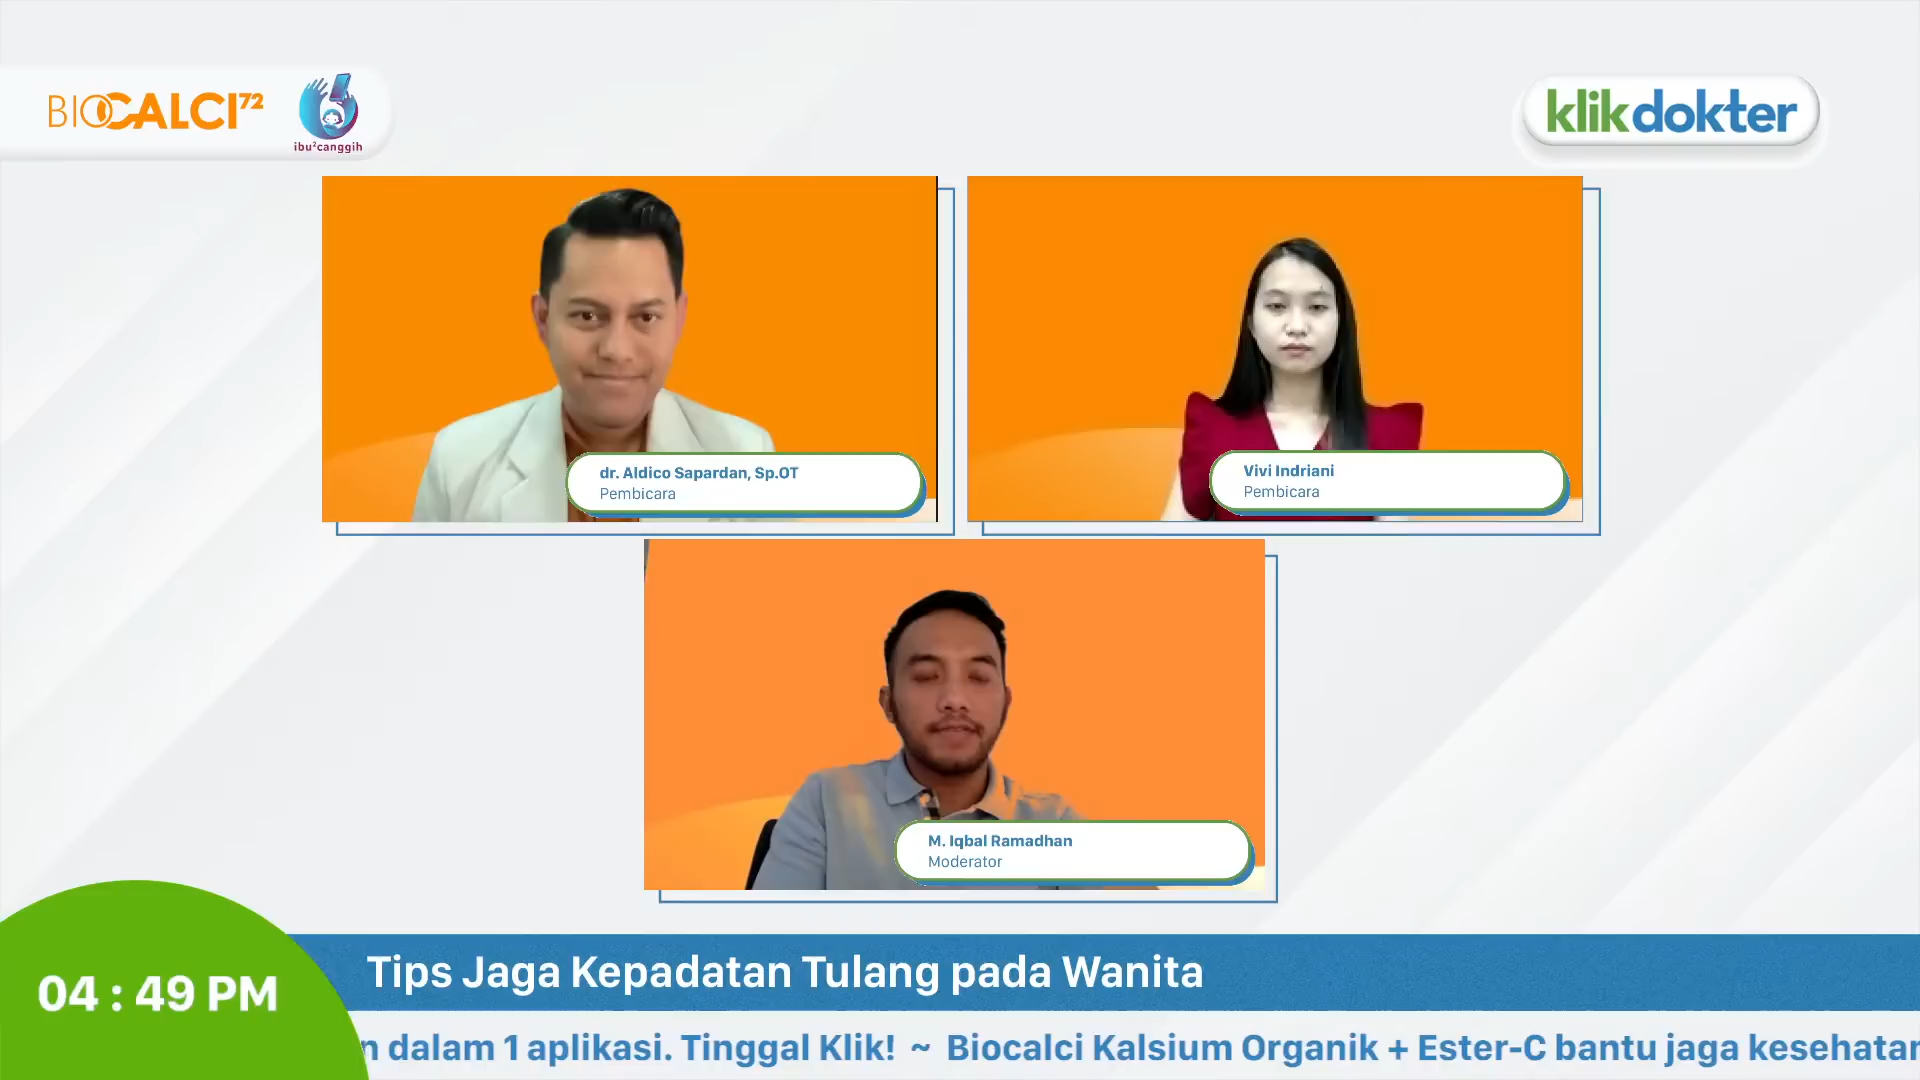 BIOCALCI72
ibu²canggih
klikdokter
dr. Aldico Sapardan, Sp.OT
Pembicara
Vivi Indriani
Pembicara
M. Iqbal Ramadhan
Moderator
04 : 49 PM
Tips Jaga Kepadatan Tulang pada Wanita
n dalam 1 aplikasi. Tinggal Klik! ~ Biocalci Kalsium Organik + Ester-C bantu jaga kesehatan